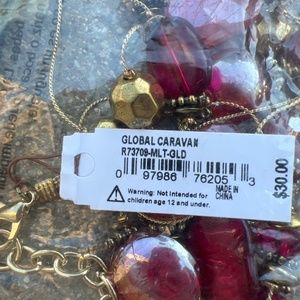 GLOBAL CARAVAN
R73709-MLT-GLD
0 97986 76205 3
MADE IN
CHINA
Warning: Not intended for
children age 12 and under.
$30.00